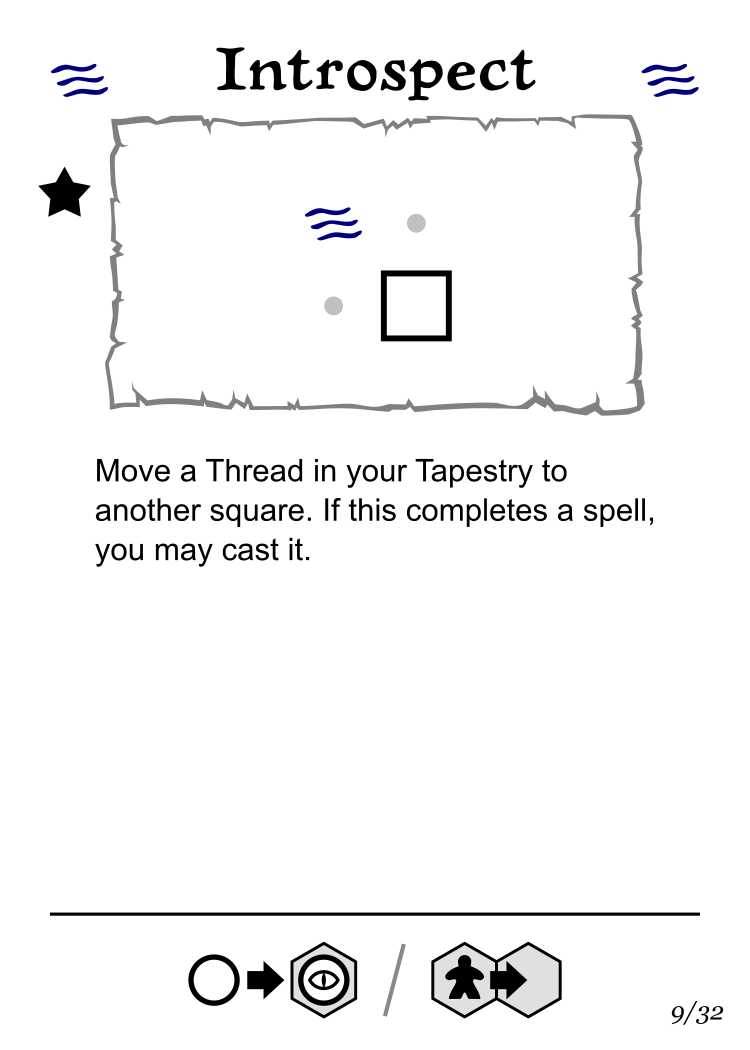 Introspect
Move a Thread in your Tapestry to
another square. If this completes a spell,
you may cast it.
9/32